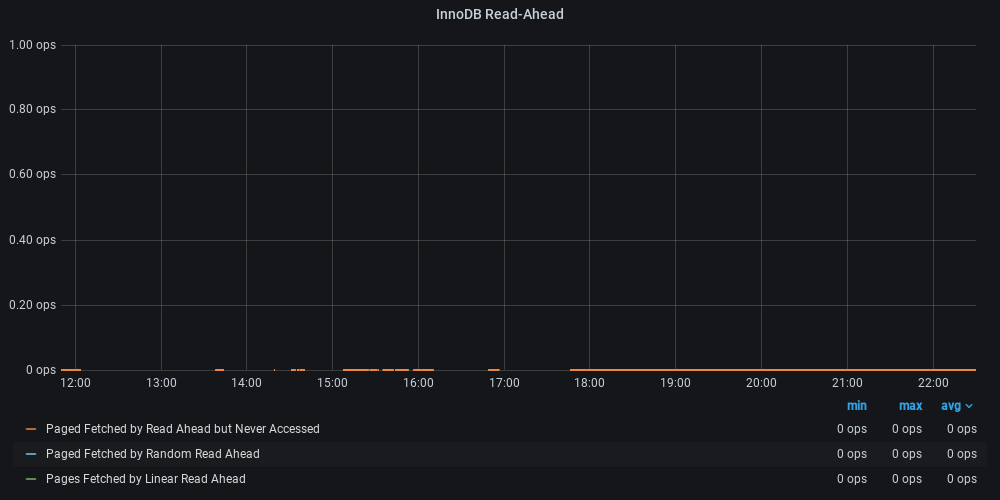 InnoDB Read-Ahead
1.00 ops
0.80 ops
0.60 ops
0.40 ops
0.20 ops
0 ops
12:00 13:00 14:00 15:00 16:00 17:00 18:00 19:00 20:00 21:00 22:00
min max avg
Paged Fetched by Read Ahead but Never Accessed 0 ops 0 ops 0 ops
Paged Fetched by Random Read Ahead 0 ops 0 ops 0 ops
Pages Fetched by Linear Read Ahead 0 ops 0 ops 0 ops